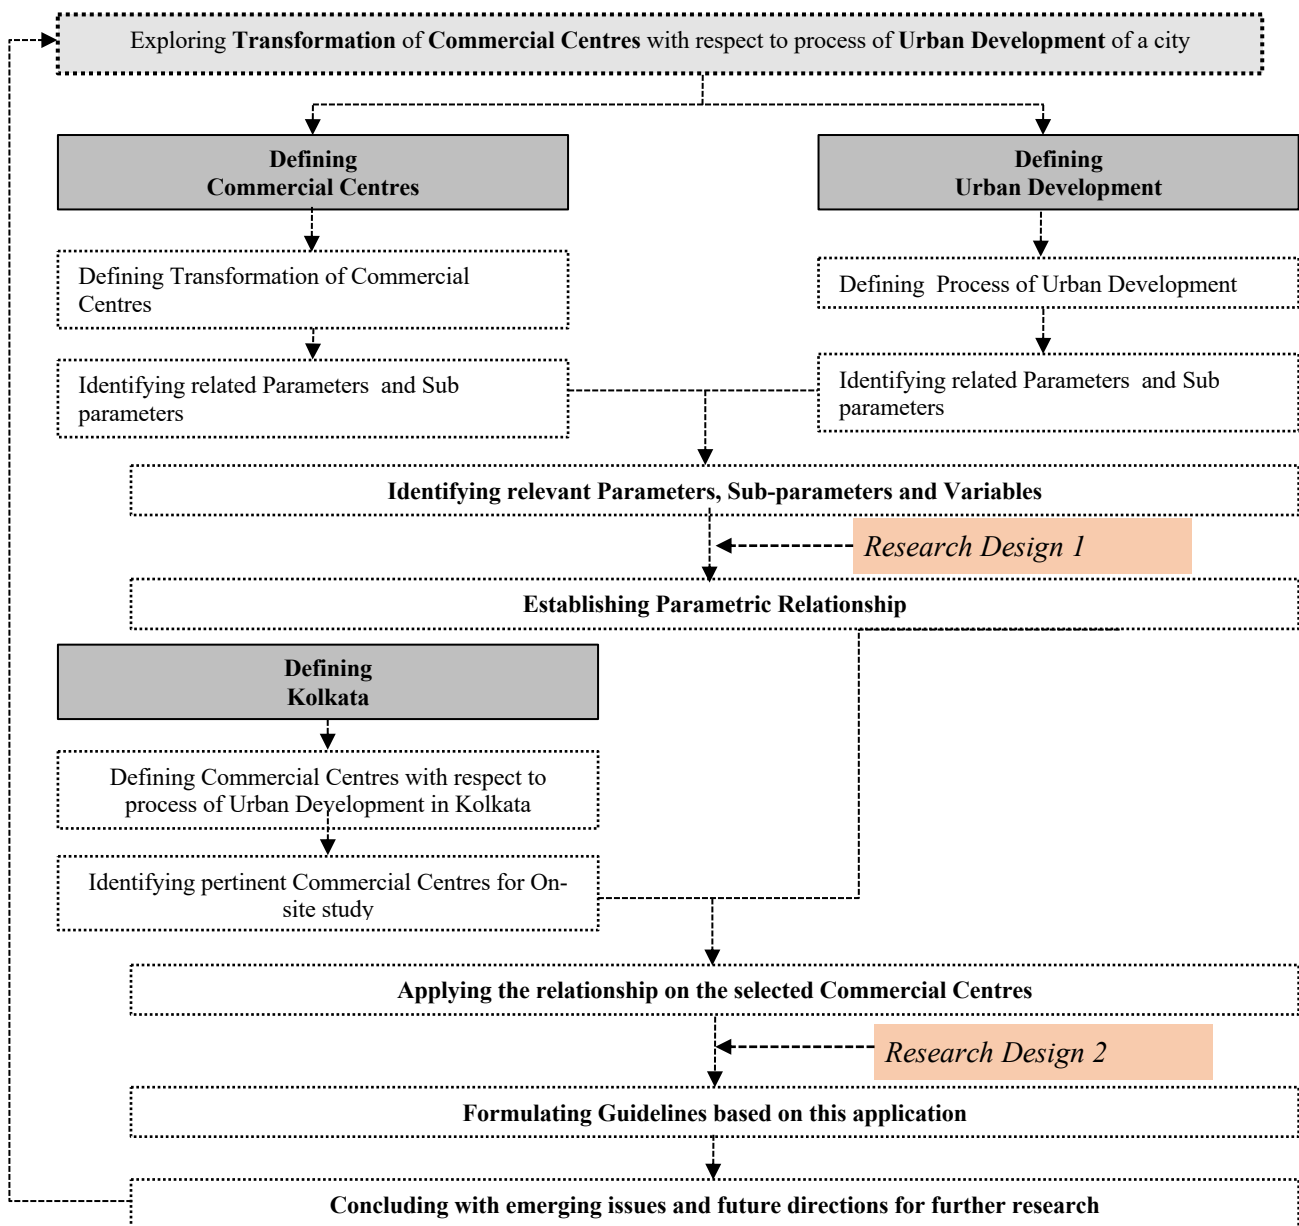 Exploring Transformation of Commercial Centres with respect to process of Urban Development of a city
Defining
Commercial Centres
Defining
Urban Development
Defining Transformation of Commercial
Centres
Defining Process of Urban Development
Identifying related Parameters and Sub
parameters
Identifying related Parameters and Sub
parameters
Identifying relevant Parameters, Sub-parameters and Variables
Research Design 1
Establishing Parametric Relationship
Defining
Kolkata
Defining Commercial Centres with respect to
process of Urban Development in Kolkata
Identifying pertinent Commercial Centres for On-
site study
Applying the relationship on the selected Commercial Centres
Research Design 2
Formulating Guidelines based on this application
Concluding with emerging issues and future directions for further research